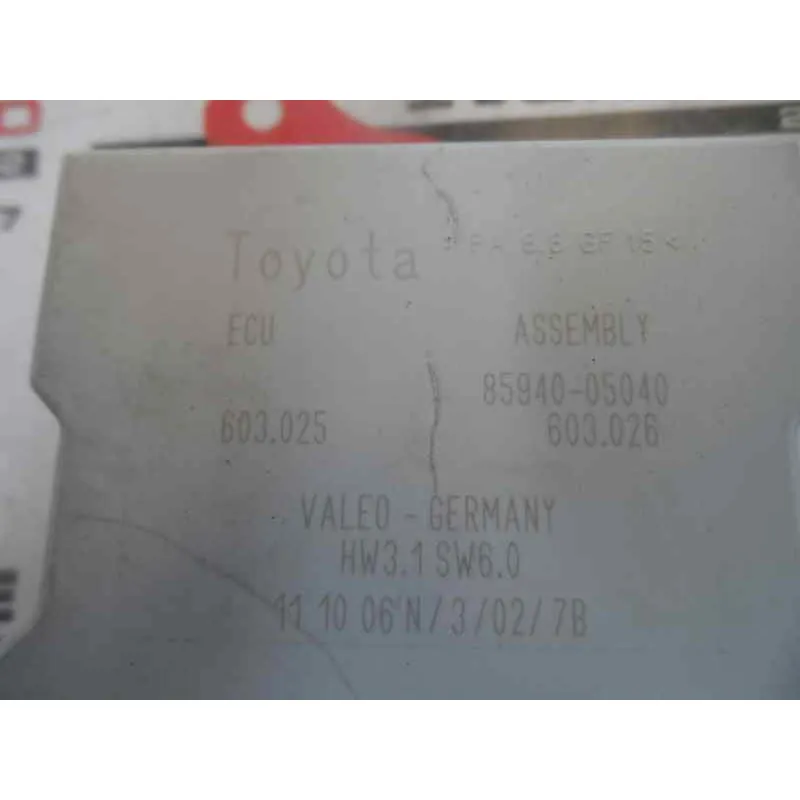 Toyota
ECU ASSEMBLY
85940-05040
603.025 603.026
VALEO - GERMANY
HW3.1 SW6.0
11 10 06 N/3/02/7B